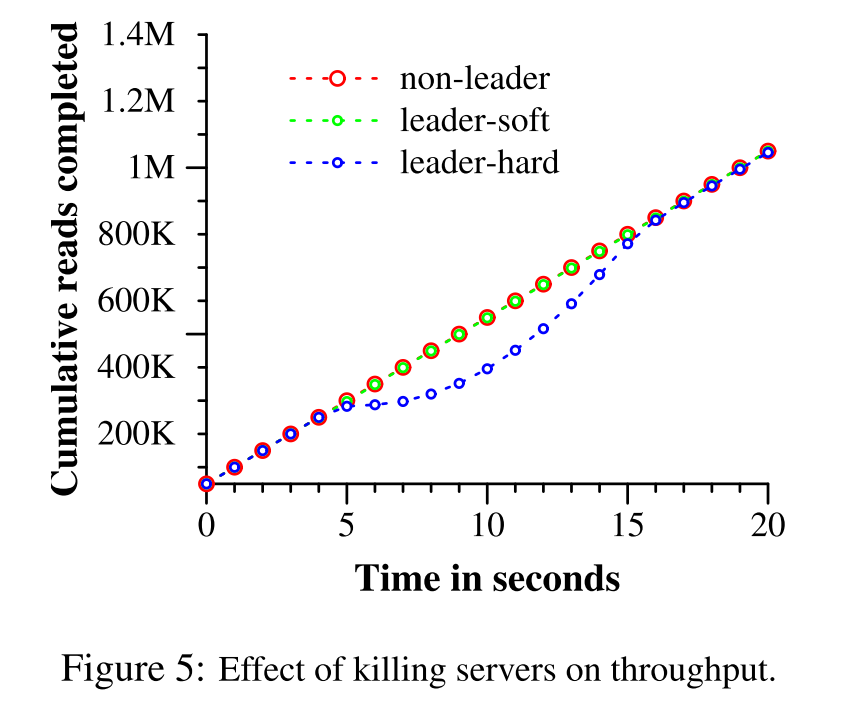 Cumulative reads completed
1.4M
1.2M
1M
800K
600K
400K
200K
non-leader
leader-soft
leader-hard
0 5 10 15 20
Time in seconds
Figure 5: Effect of killing servers on throughput.